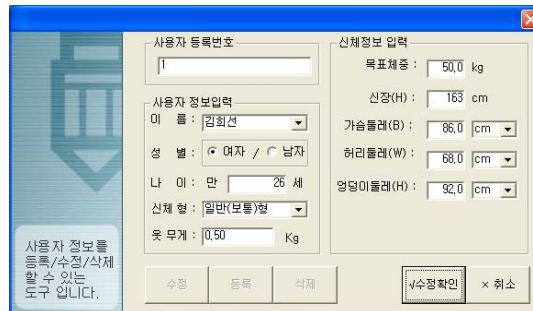 사용자 등록번호
1
사용자 정보입력
이 름 : 김희선
성 별 : 여자 / 남자
나 이 : 만 26 세
신체 형 : 일반(보통)형
옷 무게 : 0,50 Kg
신체정보 입력
목표체중 : 50,0 kg
신장(H) : 163 cm
가슴둘레(B) : 86,0 cm
허리둘레(W) : 68,0 cm
엉덩이둘레(H) : 92,0 cm
사용자 정보를
등록/수정/삭제
할 수 있는
도구 입니다.
수정 등록 삭제 √수정확인 × 취소